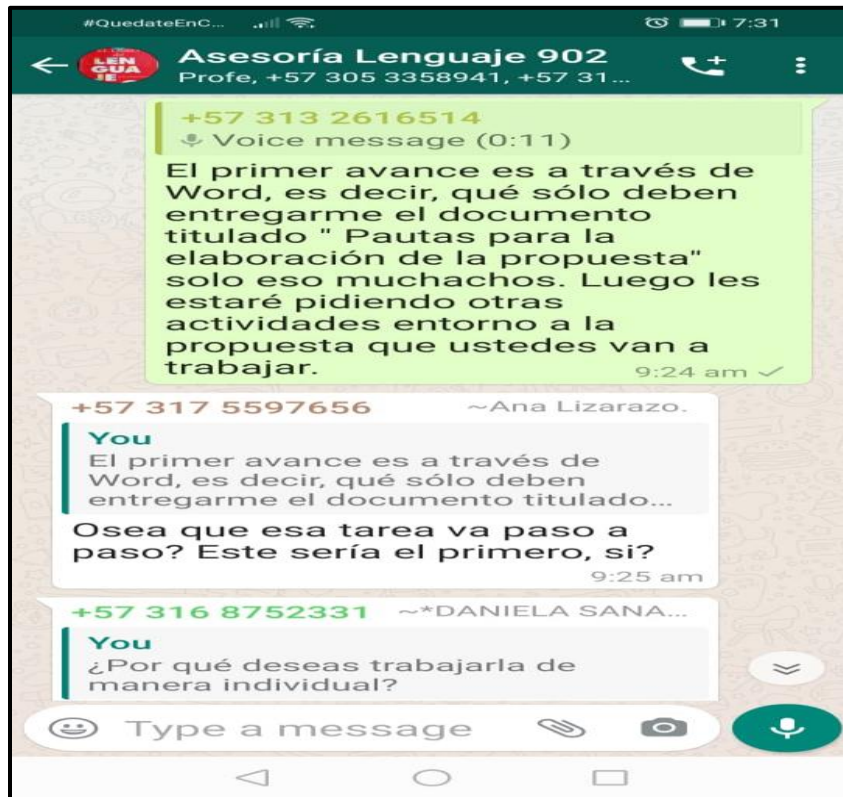 #QuedateEnC...
7:31
LEN
GUA
JE
Asesoría Lenguaje 902
Profe, +57 305 3358941, +57 31...
+57 313 2616514
Voice message (0:11)
El primer avance es a través de
Word, es decir, qué sólo deben
entregarme el documento
titulado " Pautas para la
elaboración de la propuesta"
solo eso muchachos. Luego les
estaré pidiendo otras
actividades entorno a la
propuesta que ustedes van a
trabajar.
9:24 am
+57 317 5597656 ~Ana Lizarazo.
You
El primer avance es a través de
Word, es decir, qué sólo deben
entregarme el documento titulado...
Osea que esa tarea va paso a
paso? Este sería el primero, si?
9:25 am
+57 316 8752331 ~*DANIELA SANA...
You
¿Por qué deseas trabajarla de
manera individual?
Type a message